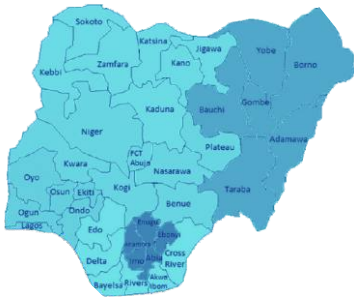 Sokoto
Katsina
Jigawa
Yobe
Borno
Zamfara
Kano
Kebbi
Kaduna
Bauchi
Gombe
Niger
Adamawa
FCT
Abuja
Plateau
Kwara
Nasarawa
Oyo
Taraba
Osun
Ekiti
Kogi
Benue
Ogun
Ondo
Lagos
Edo
Enugu
Ebonyi
Anambra
Delta
Imo
Abia
Cross
River
Bayelsa
Rivers
Akwa
Ibom